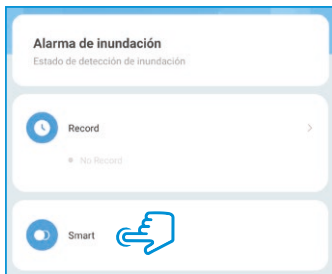 Alarma de inundación
Estado de detección de inundación
Record
No Record
Smart